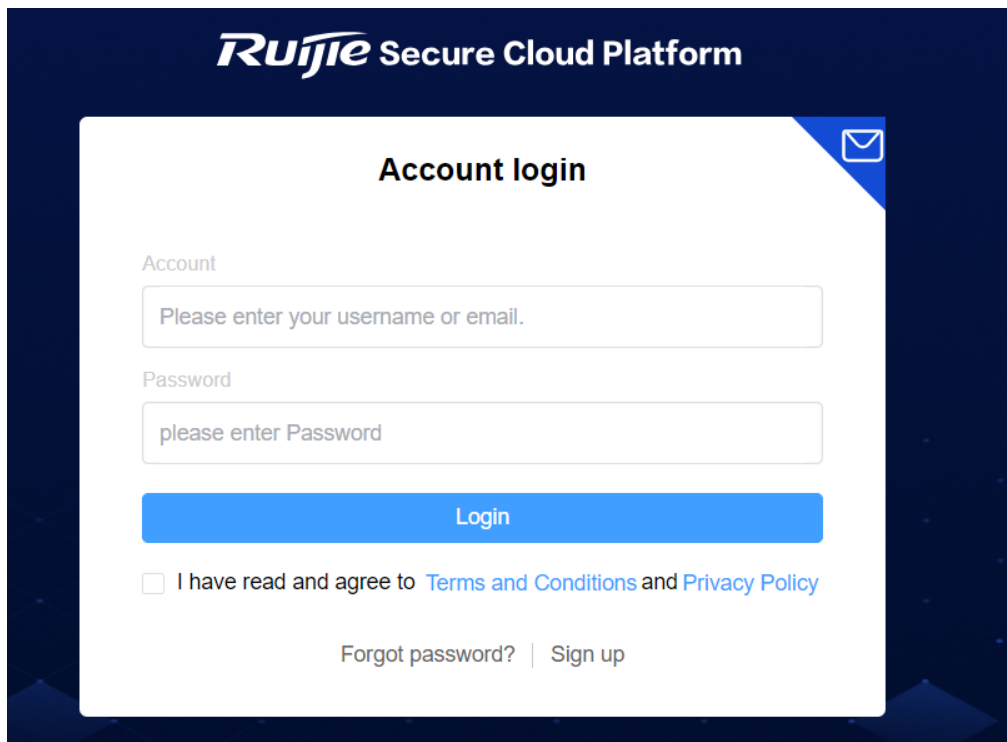 Ruijie Secure Cloud Platform
Account login
Account
Please enter your username or email.
Password
please enter Password
Login
I have read and agree to Terms and Conditions and Privacy Policy
Forgot password? Sign up